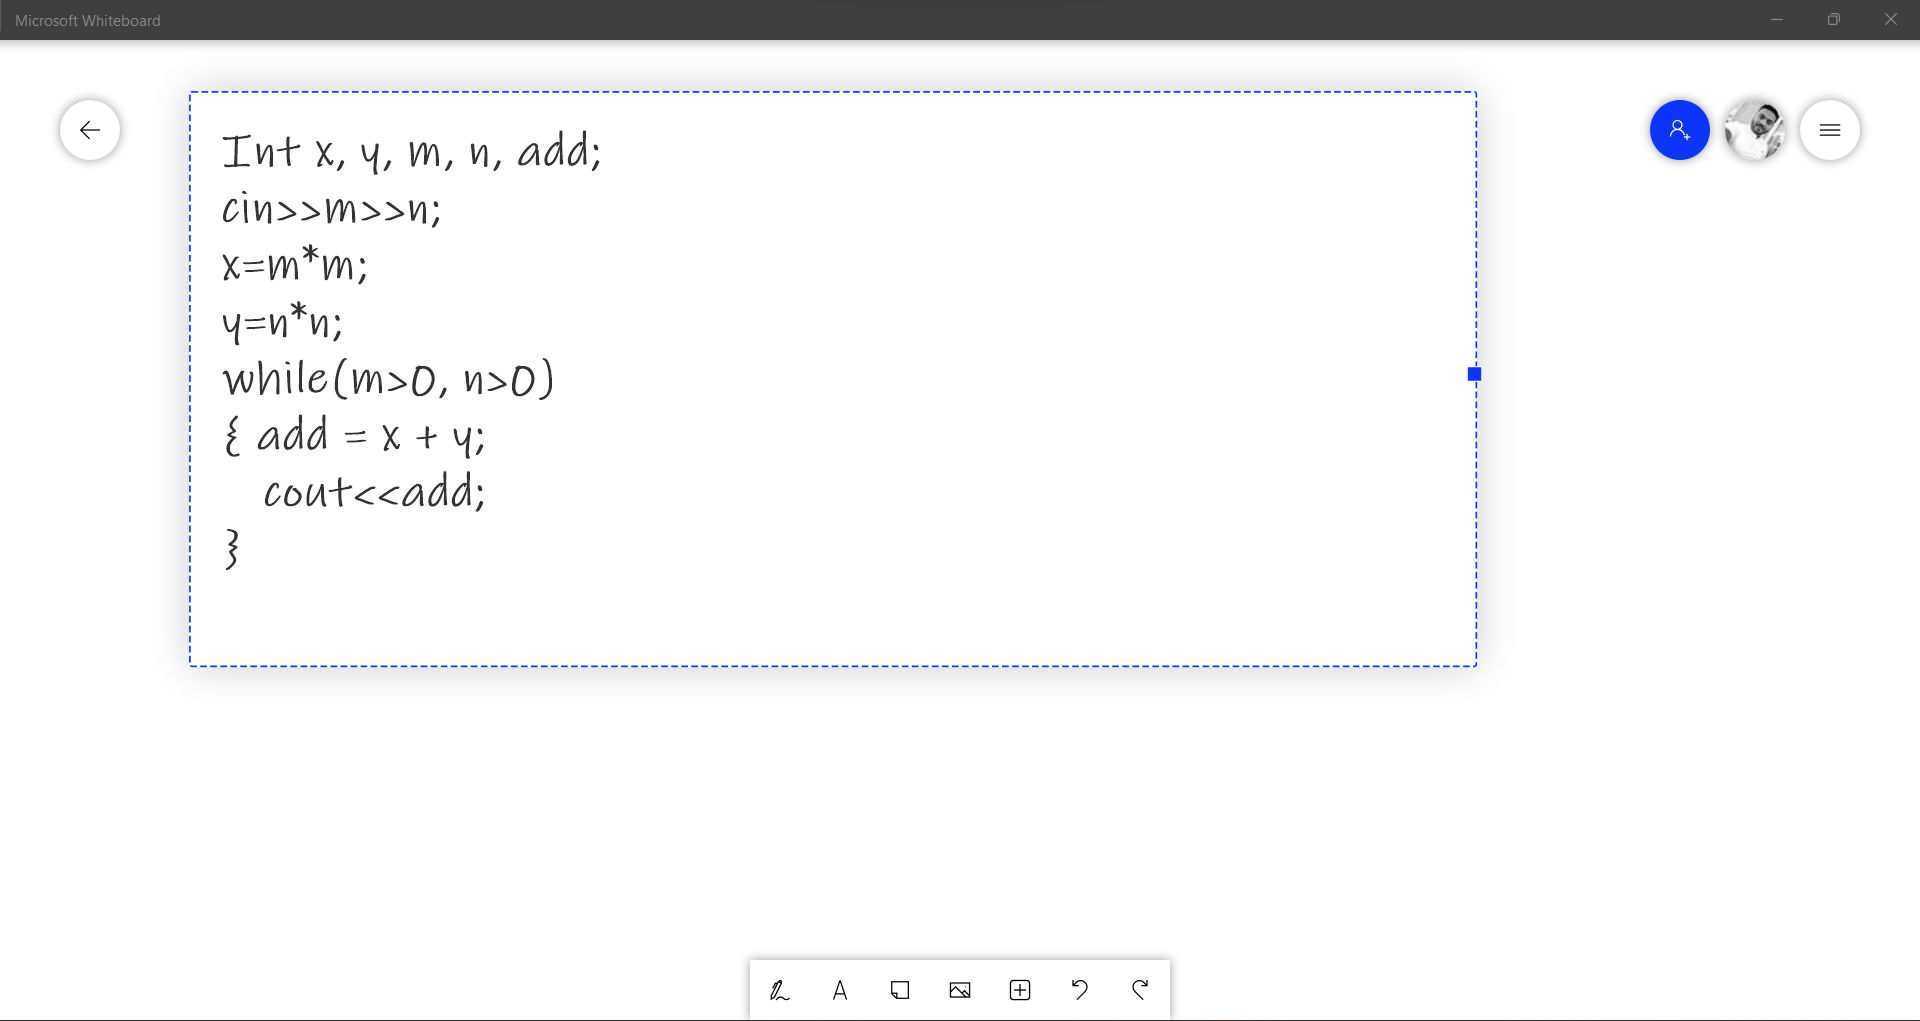 Microsoft Whiteboard
Int x, y, m, n, add;
cin>>m>>n;
x=m*m;
y=n*n;
while(m>0, n>0)
{ add = x + y;
cout<<add;
}